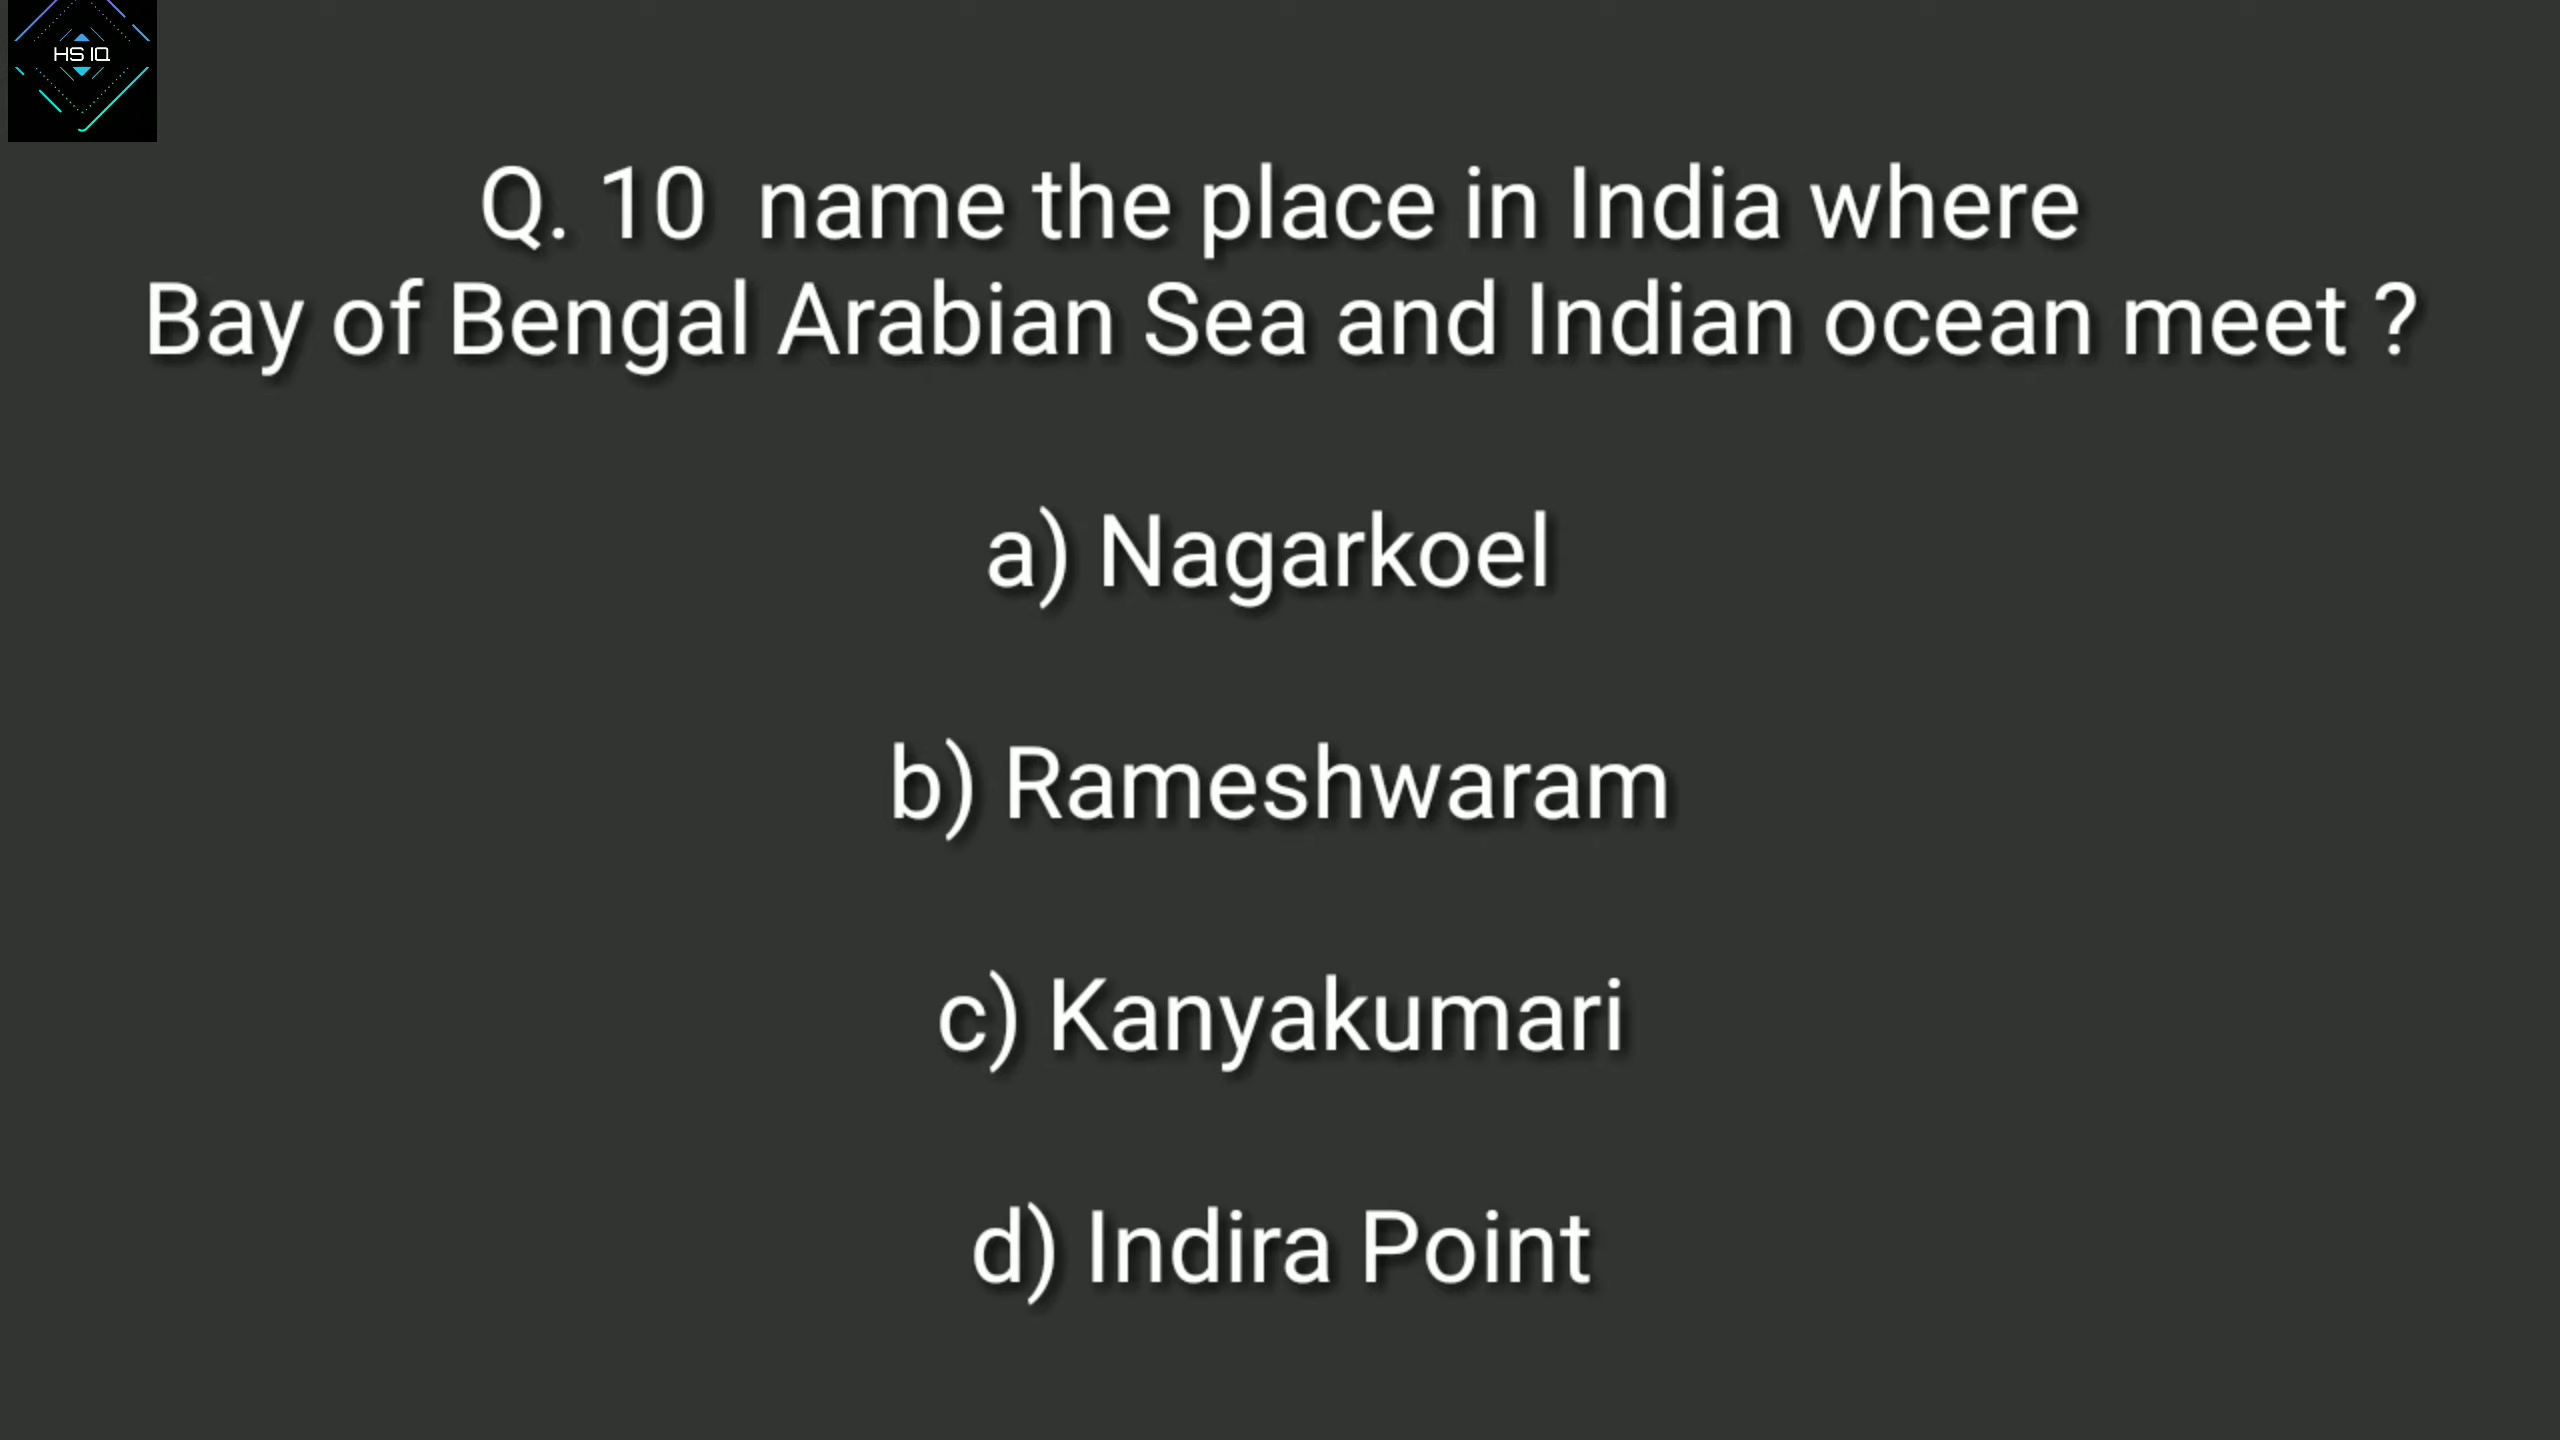 HS IQ
Q. 10  name the place in India where
Bay of Bengal Arabian Sea and Indian ocean meet ?
a) Nagarkoel
b) Rameshwaram
c) Kanyakumari
d) Indira Point